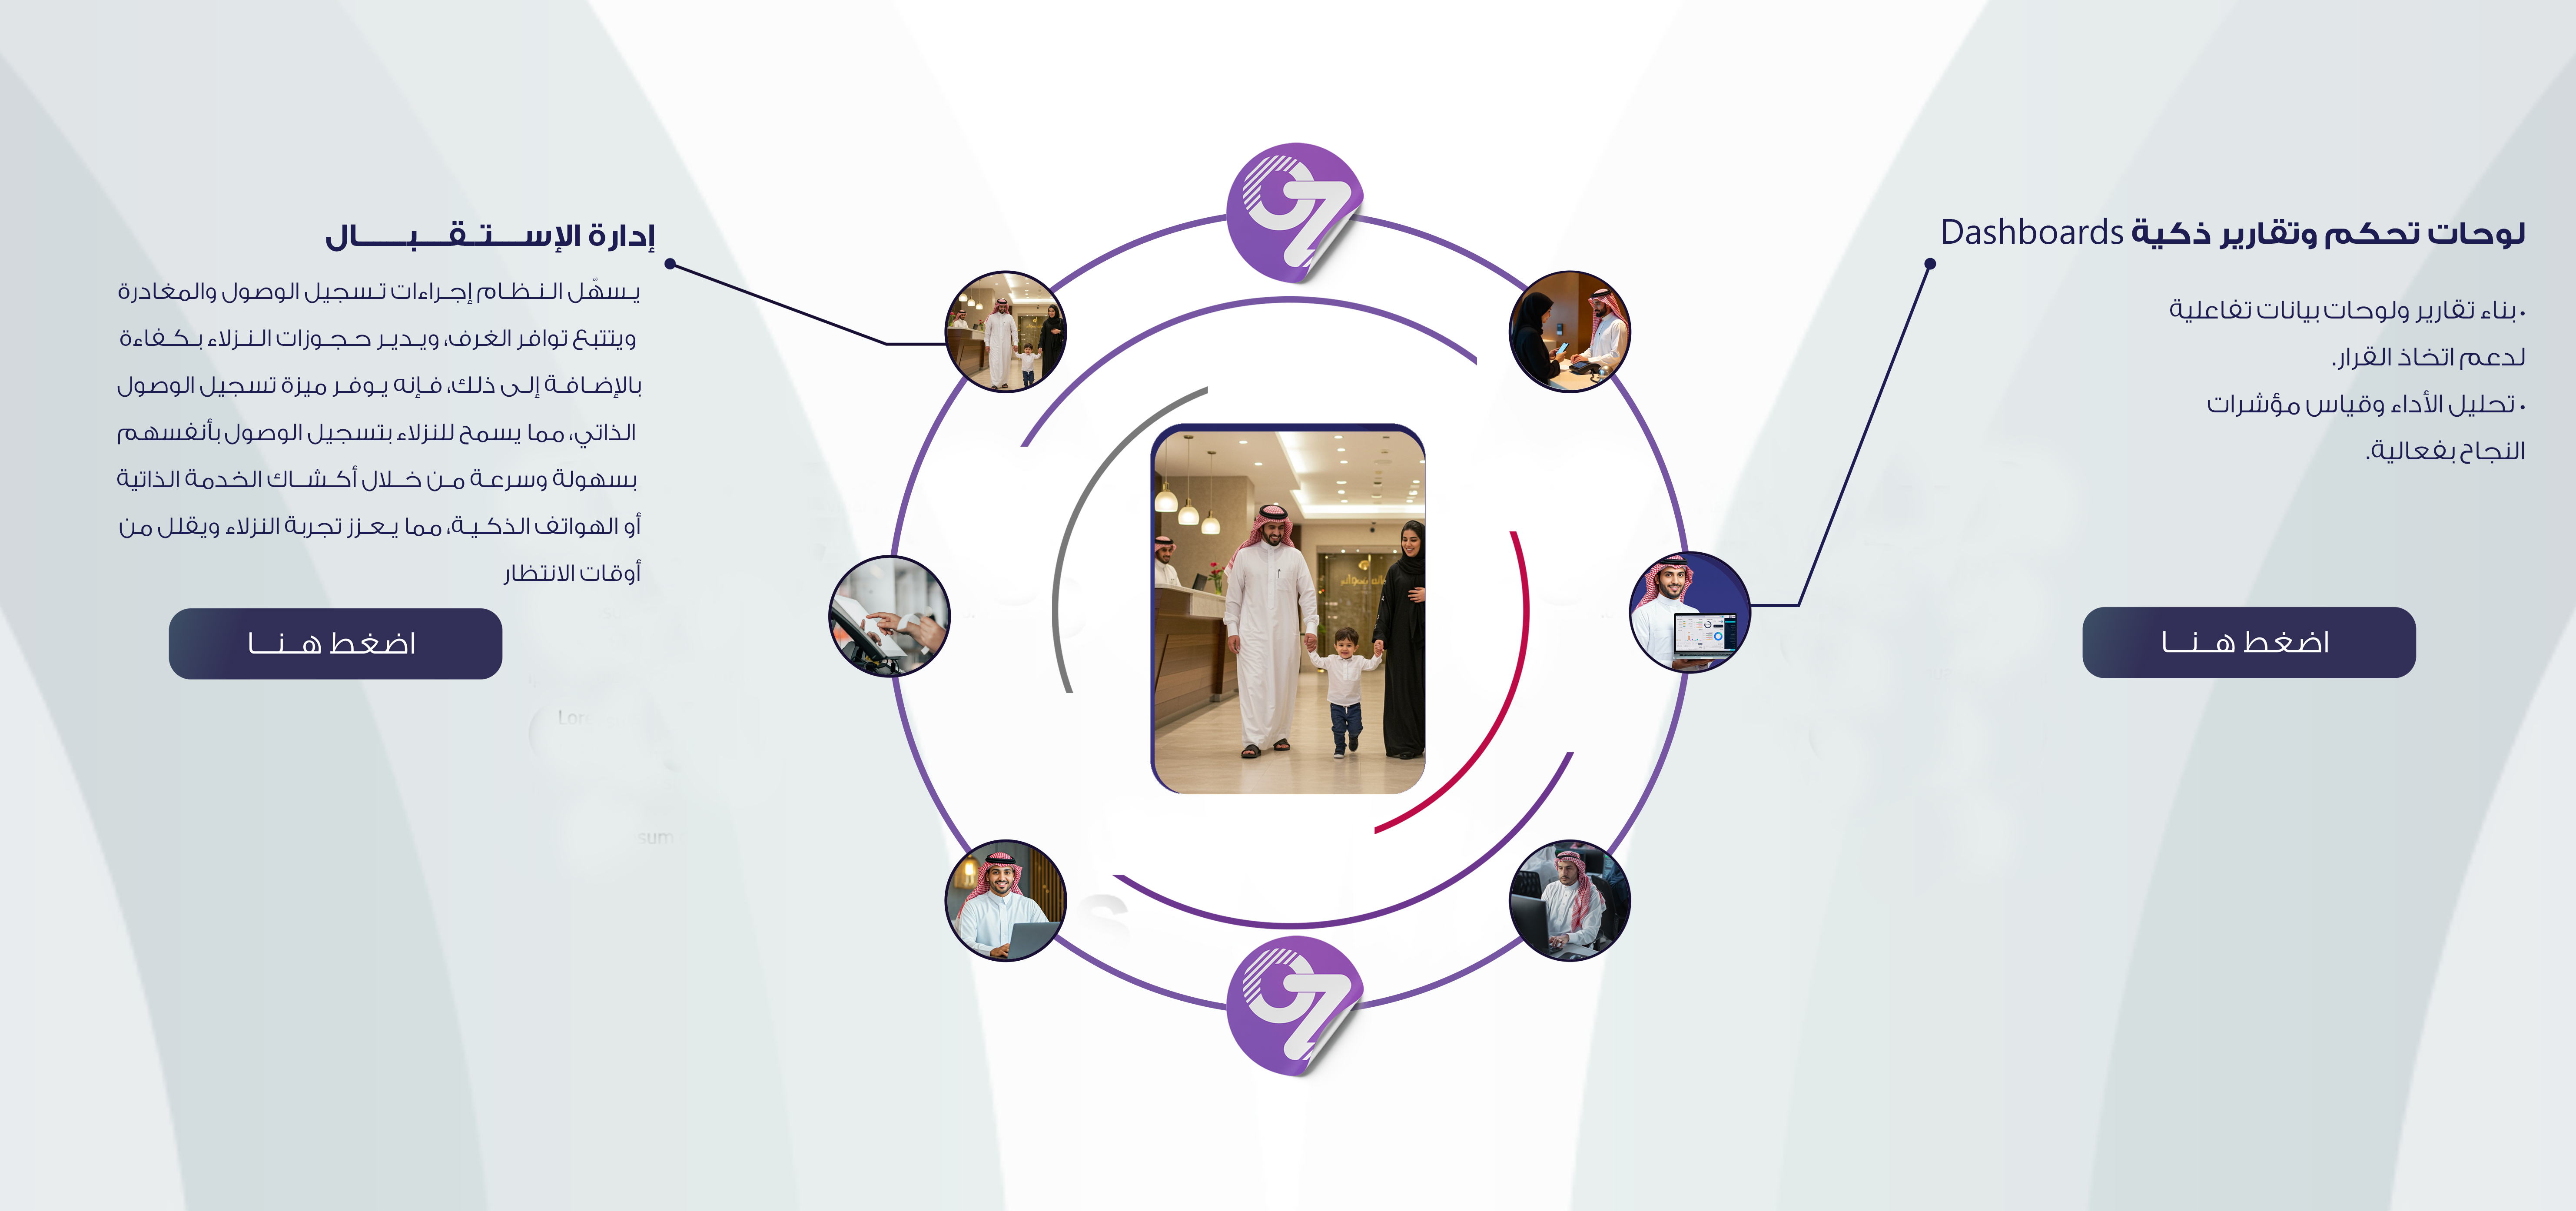 لوحات تحكم وتقارير ذكية Dashboards
• بناء تقارير ولوحات بيانات تفاعلية
لدعم اتخاذ القرار.
• تحليل الأداء وقياس مؤشرات
النجاح بفعالية.
اضغط هنا
إدارة الإستقبال
يسهّل النظام إجراءات تسجيل الوصول والمغادرة
ويتتبع توافر الغرف، ويدير حجوزات النزلاء بكفاءة
بالإضافة إلى ذلك، فإنه يوفر ميزة تسجيل الوصول
الذاتي، مما يسمح للنزلاء بتسجيل الوصول بأنفسهم
بسهولة وسرعة من خلال أكشاك الخدمة الذاتية
أو الهواتف الذكية، مما يعزز تجربة النزلاء ويقلل من
أوقات الانتظار
اضغط هنا